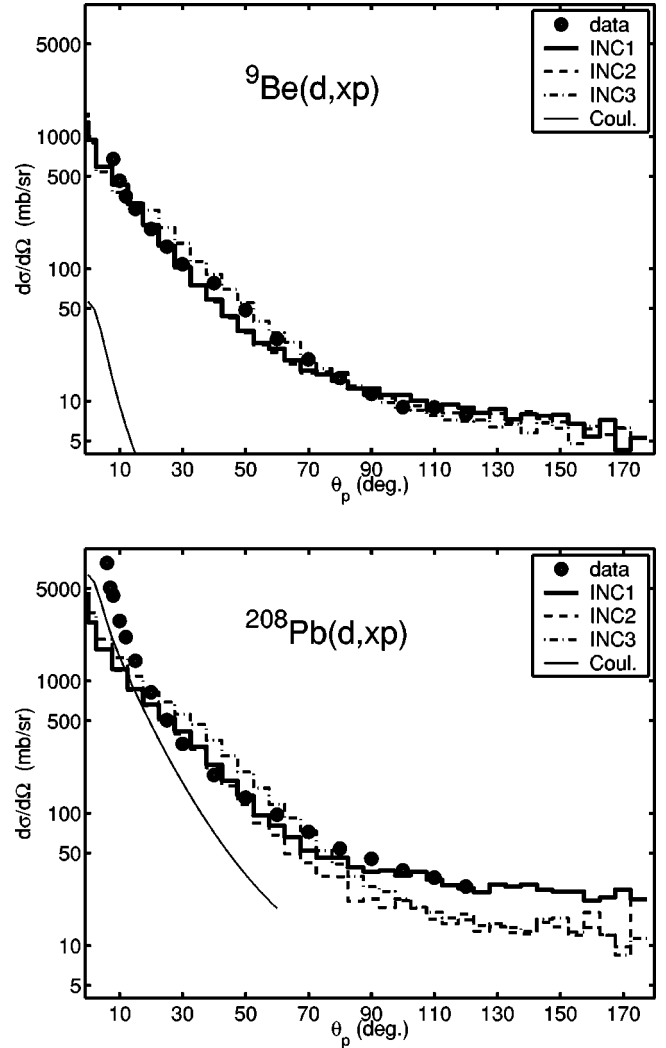 5000
1000
500
100
50
10
5
dσ/dΩ (mb/sr)
⁹Be(d,xp)
data
INC1
INC2
INC3
Coul.
10 30 50 70 90 110 130 150 170
θₚ (deg.)
5000
1000
500
100
50
10
5
dσ/dΩ (mb/sr)
²⁰⁸Pb(d,xp)
data
INC1
INC2
INC3
Coul.
10 30 50 70 90 110 130 150 170
θₚ (deg.)